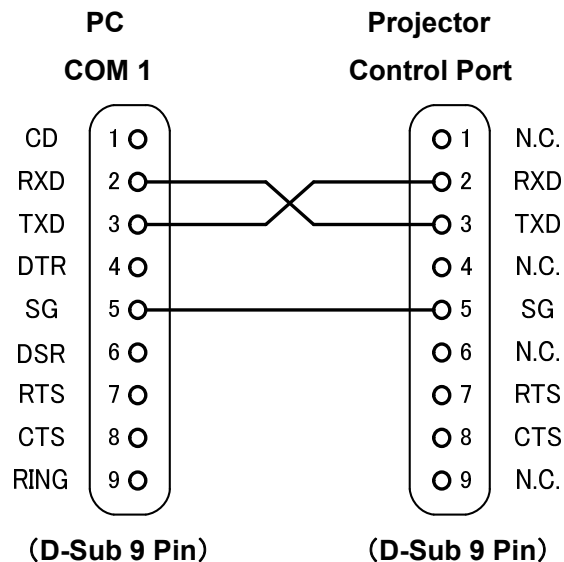 PC Projector
COM 1 Control Port
CD 1 1 N.C.
RXD 2 2 RXD
TXD 3 3 TXD
DTR 4 4 N.C.
SG 5 5 SG
DSR 6 6 N.C.
RTS 7 7 RTS
CTS 8 8 CTS
RING 9 9 N.C.
（D-Sub 9 Pin） （D-Sub 9 Pin）